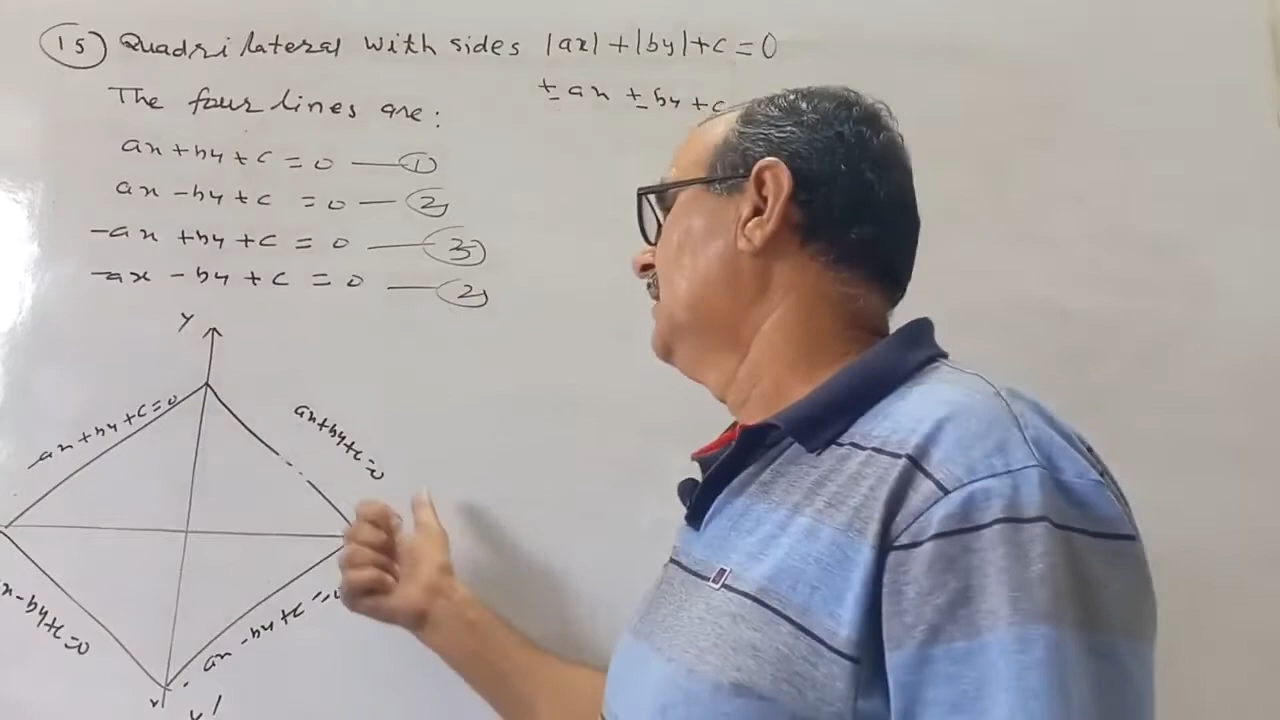 (15) Quadrilateral with sides |ax|+|by|+c=0
±ax ±by+c
The four lines are:
ax+by+c=0 —(1)
ax-by+c=0 —(2)
-ax+by+c=0 —(3)
-ax-by+c=0 —(2)
y
-ax+by+c=0
ax+by+c=0
x-by+c=0
ax-by+c=0
y'